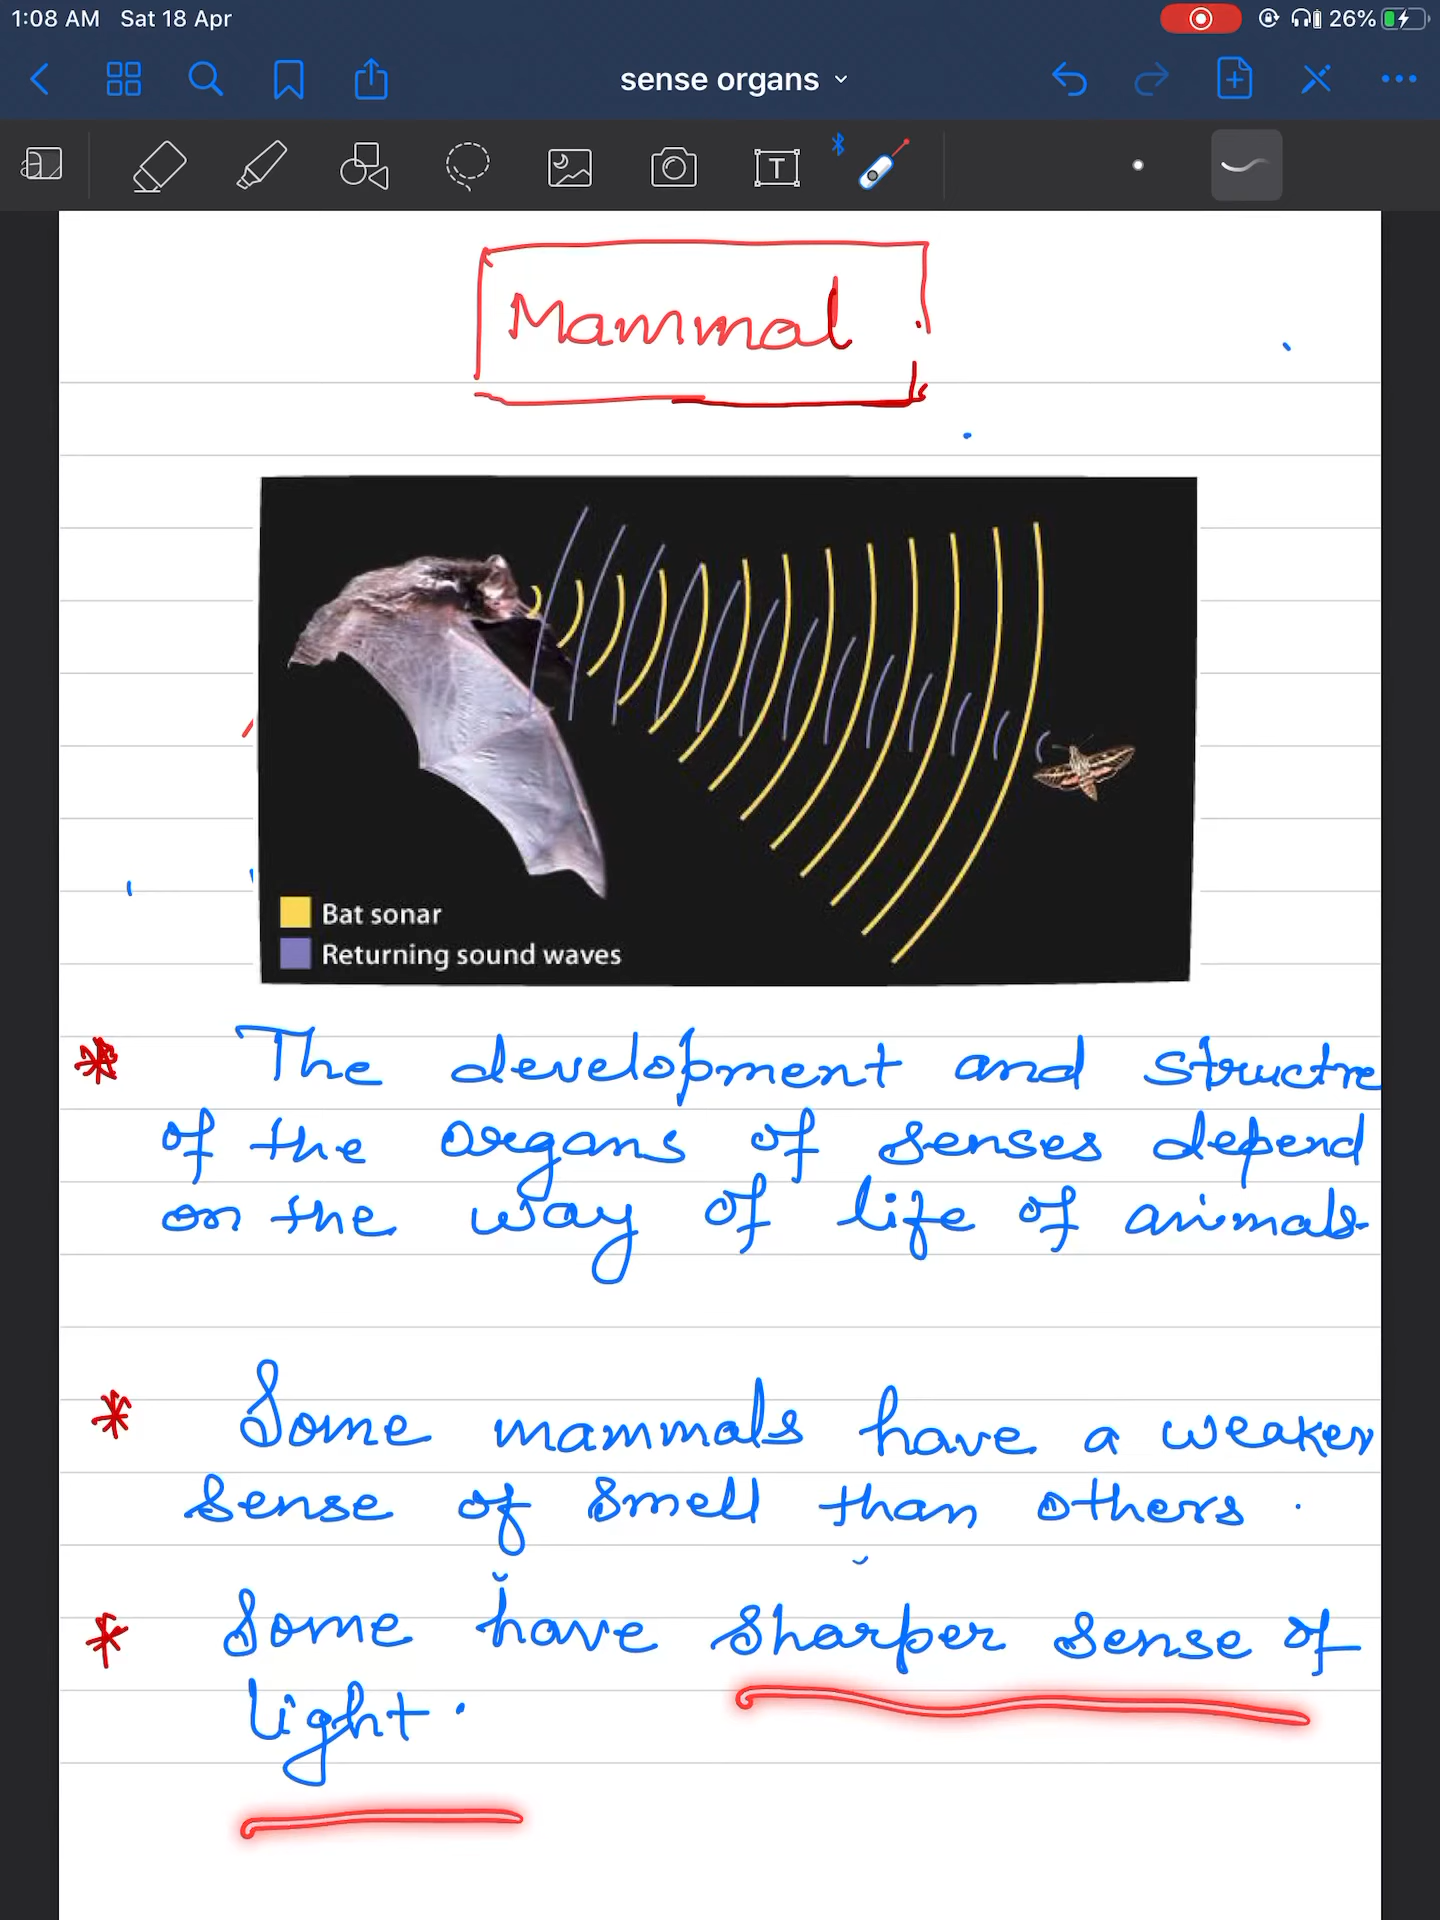 1:08 AM Sat 18 Apr 26%
sense organs
T
Mammal
Bat sonar
Returning sound waves
* The development and structre
of the organs of senses depend
on the way of life of animals.
* Some mammals have a weaker
sense of smell than others.
* Some have sharper sense of
light.